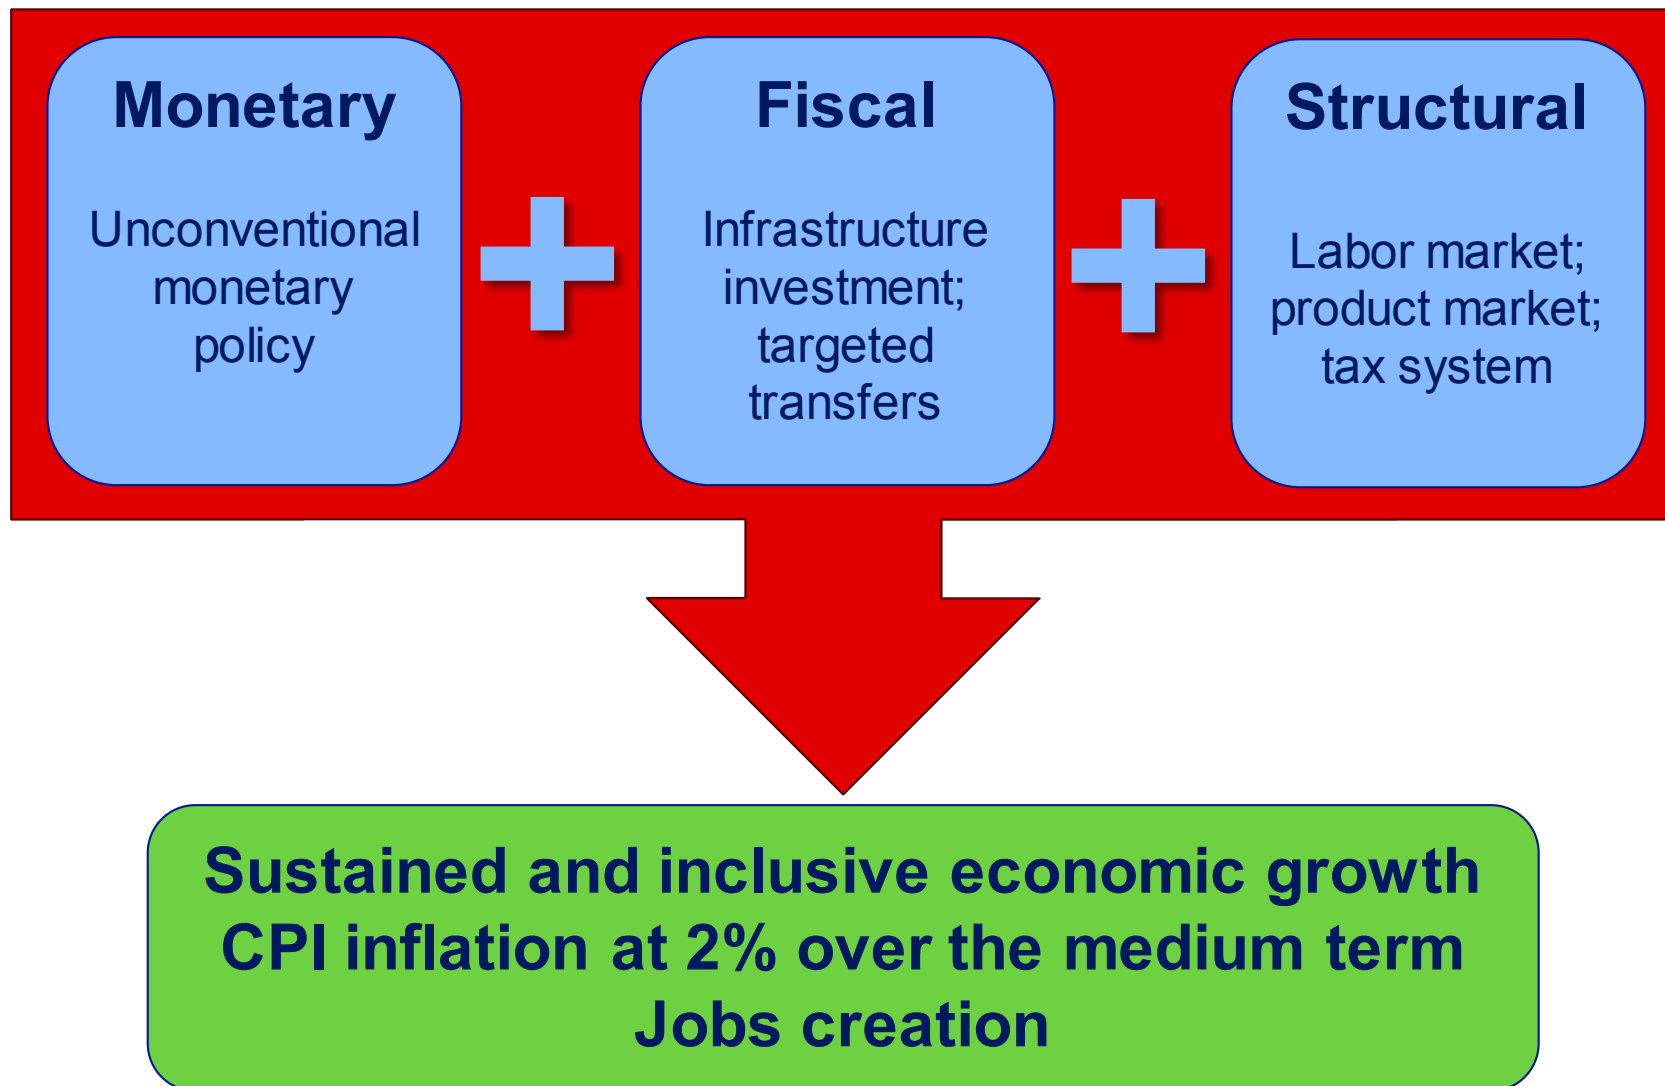 Monetary
Unconventional
monetary
policy
Fiscal
Infrastructure
investment;
targeted
transfers
Structural
Labor market;
product market;
tax system
Sustained and inclusive economic growth
CPI inflation at 2% over the medium term
Jobs creation